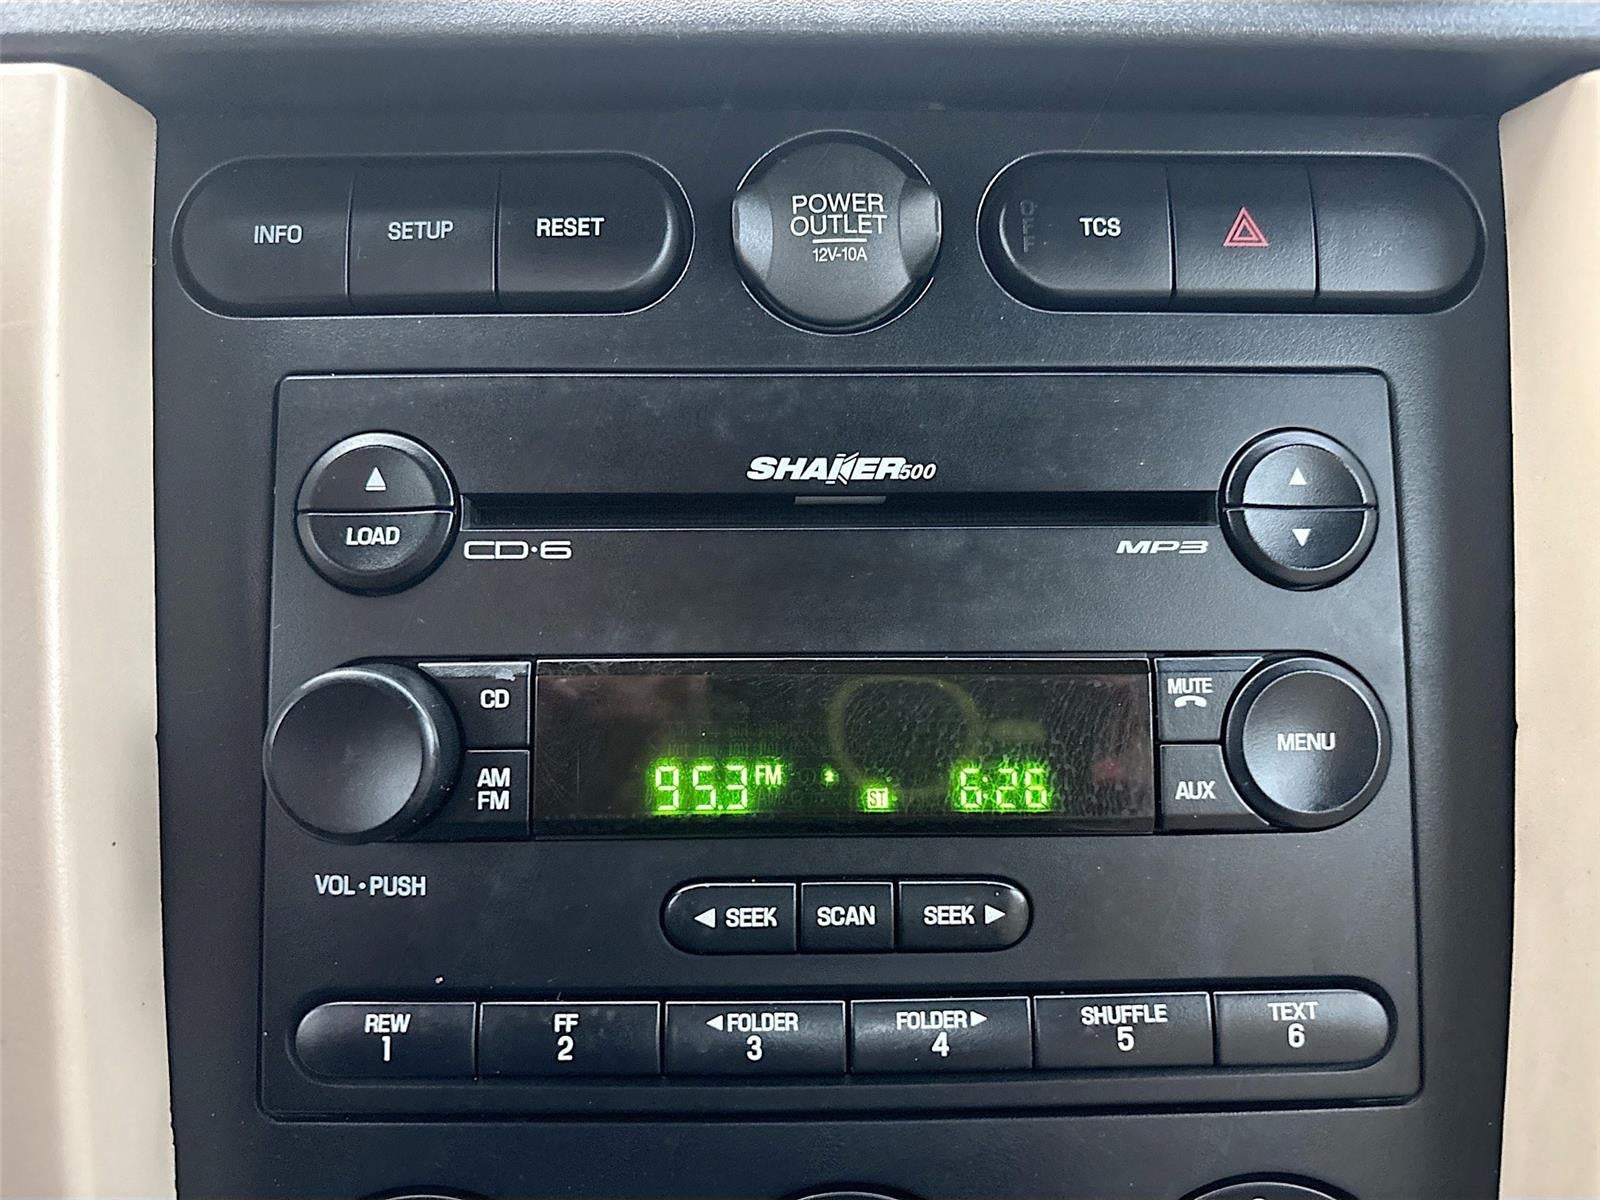 INFO
SETUP
RESET
POWER
OUTLET
12V-10A
OFF
TCS
SHAKER500
LOAD
CD·6
MP3
CD
AM
FM
95.3 FM
ST
6:26
MUTE
AUX
MENU
VOL•PUSH
SEEK
SCAN
SEEK
REW
1
FF
2
FOLDER
3
FOLDER
4
SHUFFLE
5
TEXT
6